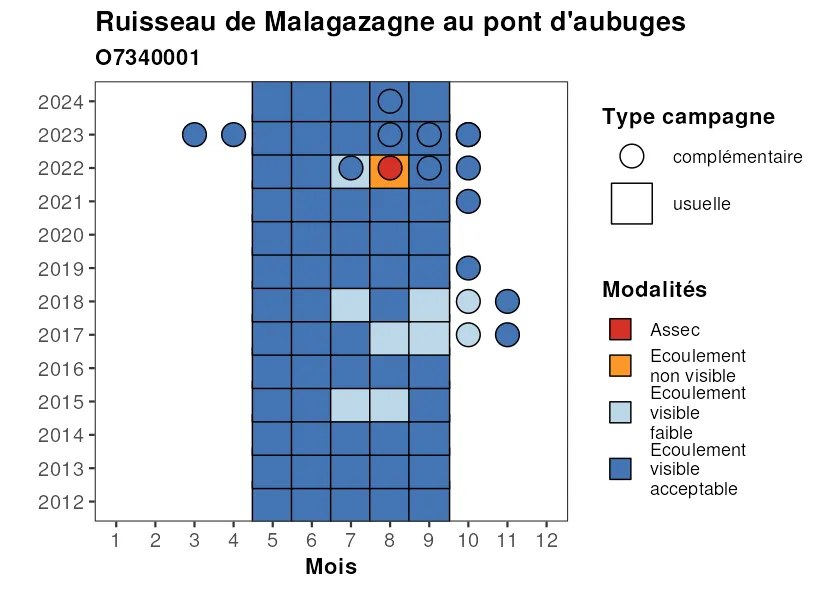 Ruisseau de Malagazagne au pont d'aubuges
O7340001
2024
2023
2022
2021
2020
2019
2018
2017
2016
2015
2014
2013
2012
1 2 3 4 5 6 7 8 9 10 11 12
Mois
Type campagne
complémentaire
usuelle
Modalités
Assec
Ecoulement
non visible
Ecoulement
visible
faible
Ecoulement
visible
acceptable